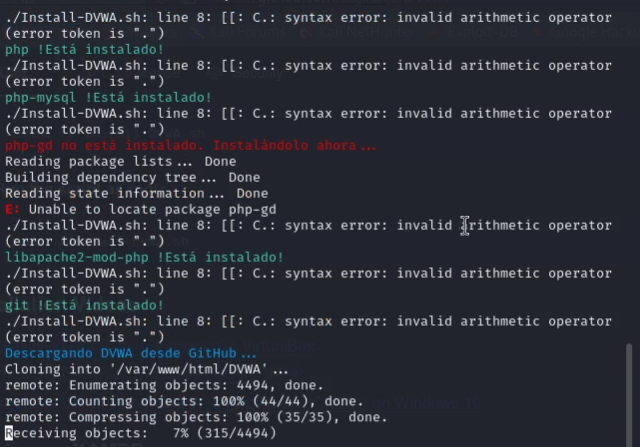 ./Install-DVWA.sh: line 8: [[: C.: syntax error: invalid arithmetic operator
(error token is ".")
php !Está instalado!
./Install-DVWA.sh: line 8: [[: C.: syntax error: invalid arithmetic operator
(error token is ".")
php-mysql !Está instalado!
./Install-DVWA.sh: line 8: [[: C.: syntax error: invalid arithmetic operator
(error token is ".")
php-gd no está instalado. Instalándolo ahora...
Reading package lists... Done
Building dependency tree... Done
Reading state information... Done
E: Unable to locate package php-gd
./Install-DVWA.sh: line 8: [[: C.: syntax error: invalid arithmetic operator
(error token is ".")
libapache2-mod-php !Está instalado!
./Install-DVWA.sh: line 8: [[: C.: syntax error: invalid arithmetic operator
(error token is ".")
git !Está instalado!
./Install-DVWA.sh: line 8: [[: C.: syntax error: invalid arithmetic operator
(error token is ".")
Descargando DVWA desde GitHub...
Cloning into '/var/www/html/DVWA'...
remote: Enumerating objects: 4494, done.
remote: Counting objects: 100% (44/44), done.
remote: Compressing objects: 100% (35/35), done.
Receiving objects:   7% (315/4494)